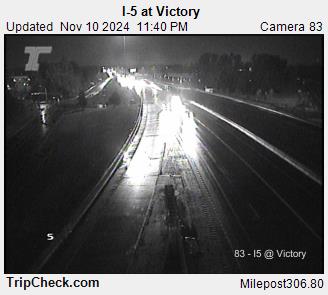 I-5 at Victory
Updated Nov 10 2024 11:40 PM Camera 83
T
S
83 - I5 @ Victory
TripCheck.com Milepost306.80